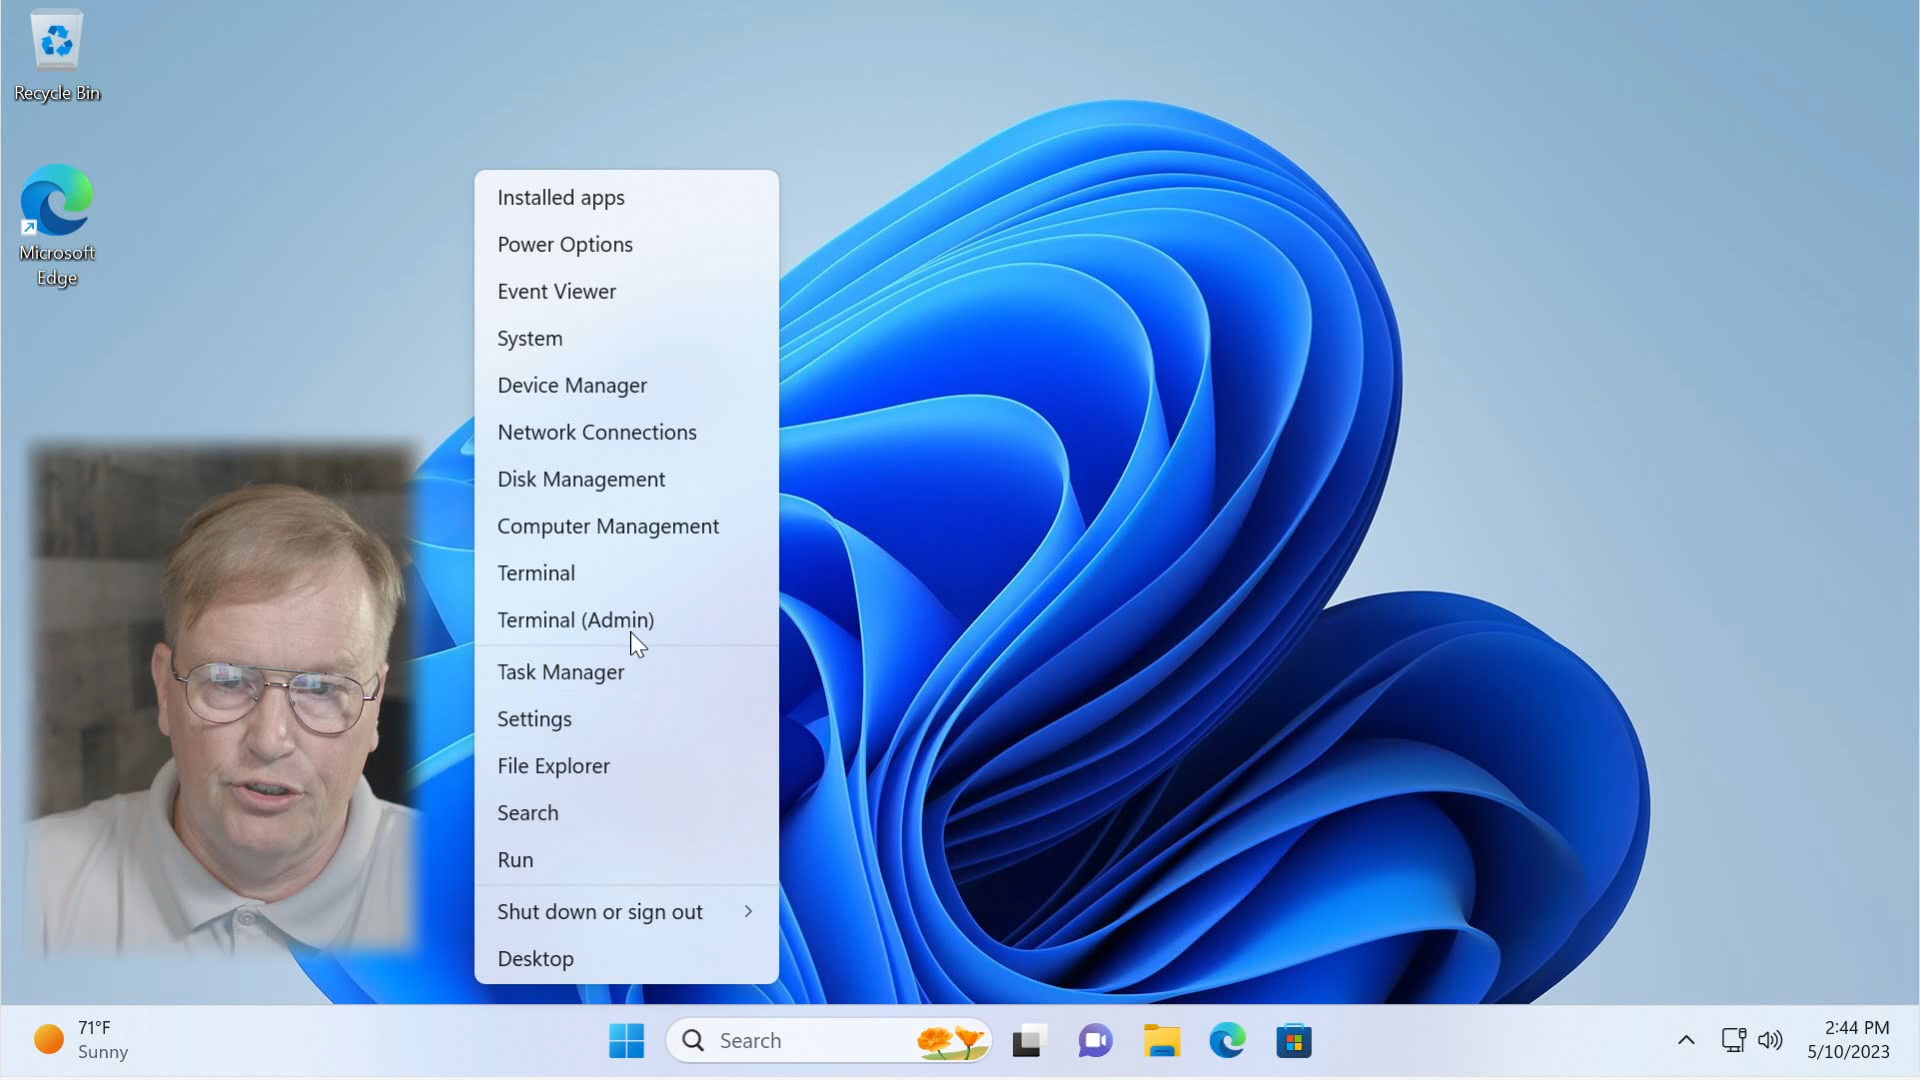 Recycle Bin
Microsoft
Edge
Installed apps
Power Options
Event Viewer
System
Device Manager
Network Connections
Disk Management
Computer Management
Terminal
Terminal (Admin)
Task Manager
Settings
File Explorer
Search
Run
Shut down or sign out
Desktop
71°F
Sunny
Search
2:44 PM
5/10/2023